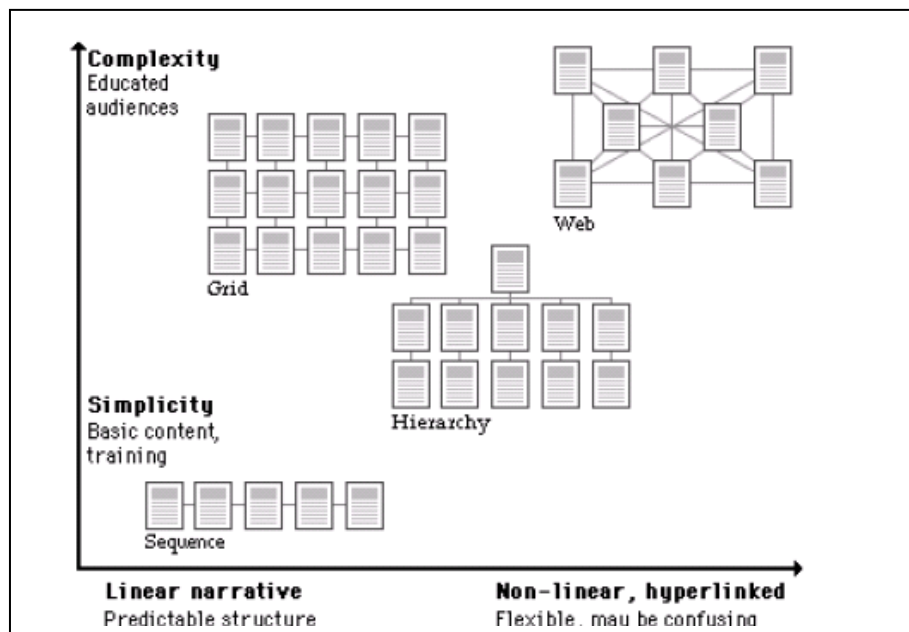 Complexity
Educated
audiences
Grid
Web
Hierarchy
Simplicity
Basic content,
training
Sequence
Linear narrative
Predictable structure
Non-linear, hyperlinked
Flexible, may be confusing